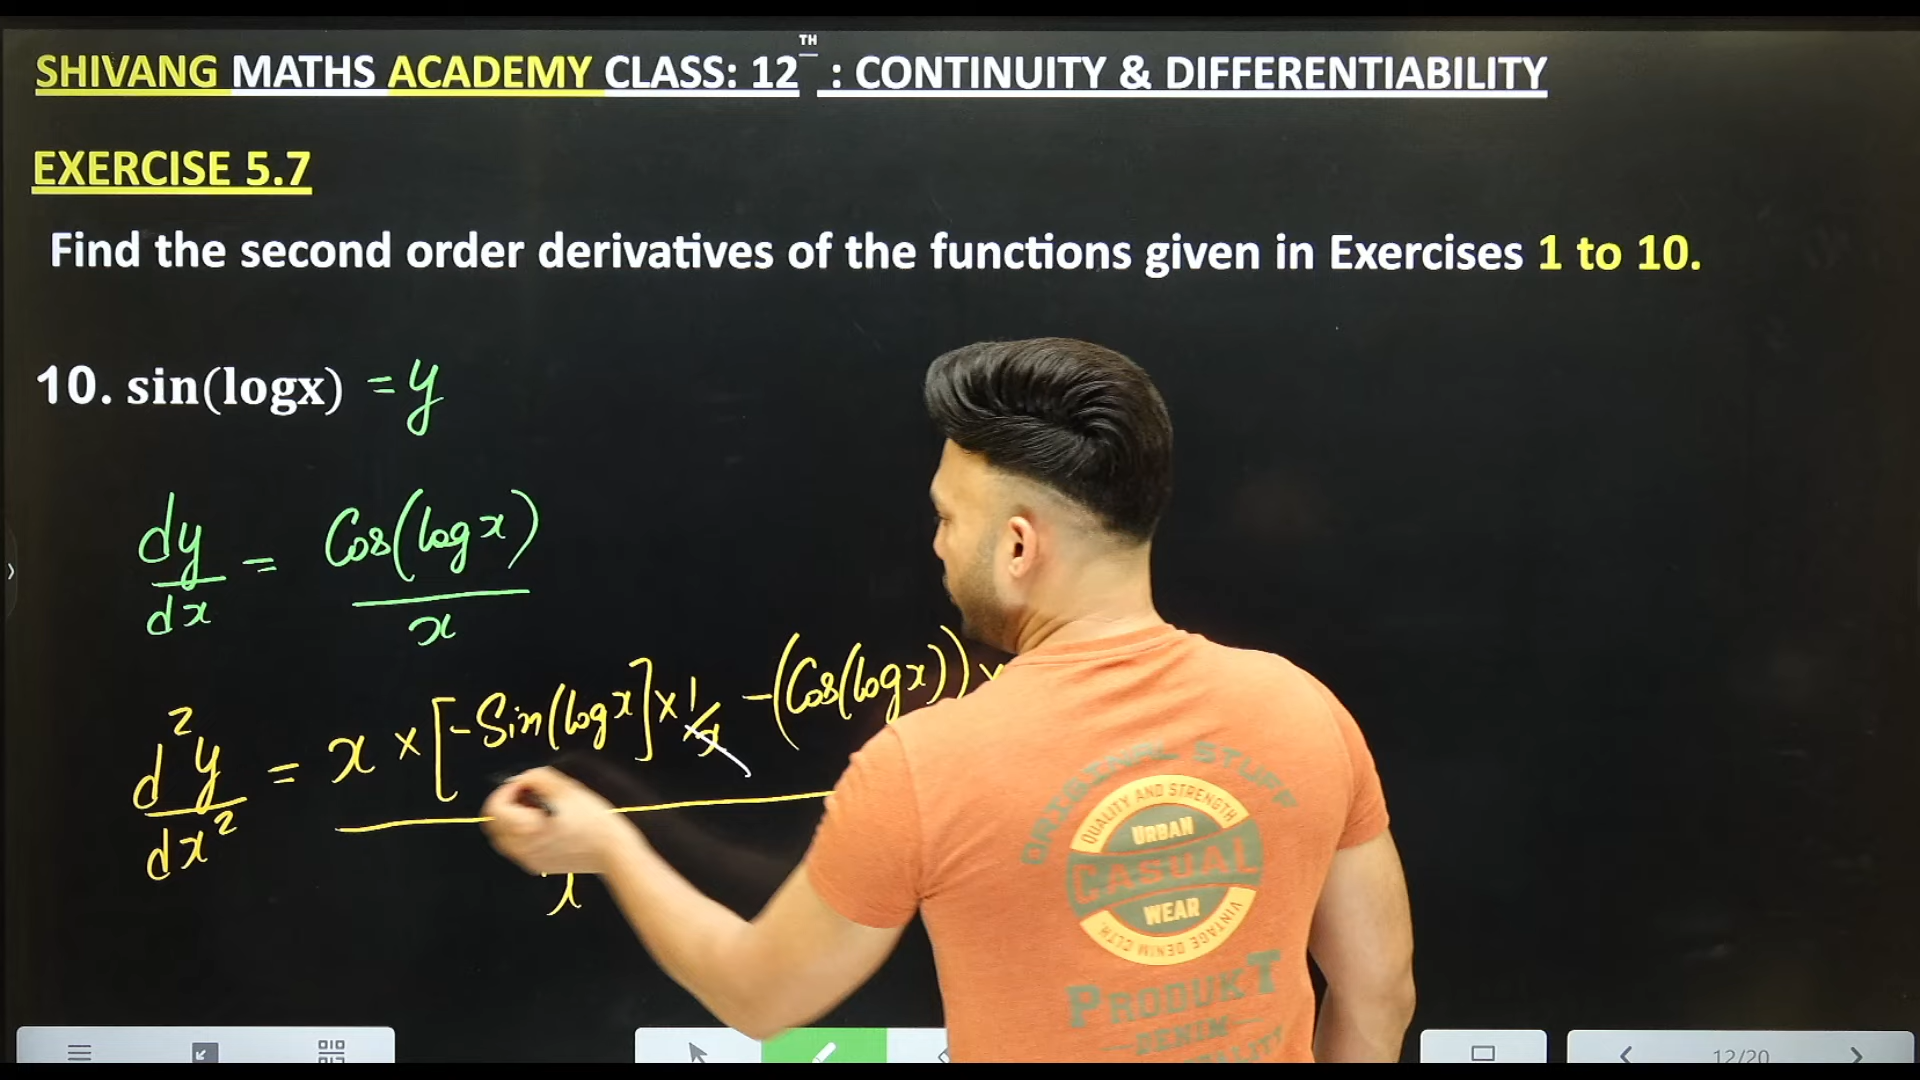 SHIVANG MATHS ACADEMY CLASS: 12TH : CONTINUITY & DIFFERENTIABILITY
EXERCISE 5.7
Find the second order derivatives of the functions given in Exercises 1 to 10.
10. sin(logx) = y
dy/dx = Cos(log x)/x
d²y/dx² = x × [-Sin(log x] × 1/x - (Cos(log x)) ×
x
ORIGINAL STUFF
QUALITY AND STRENGTH
URBAN
CASUAL
WEAR
VINTAGE DENIM CLTH.
PRODUKT
DENIM
12/20